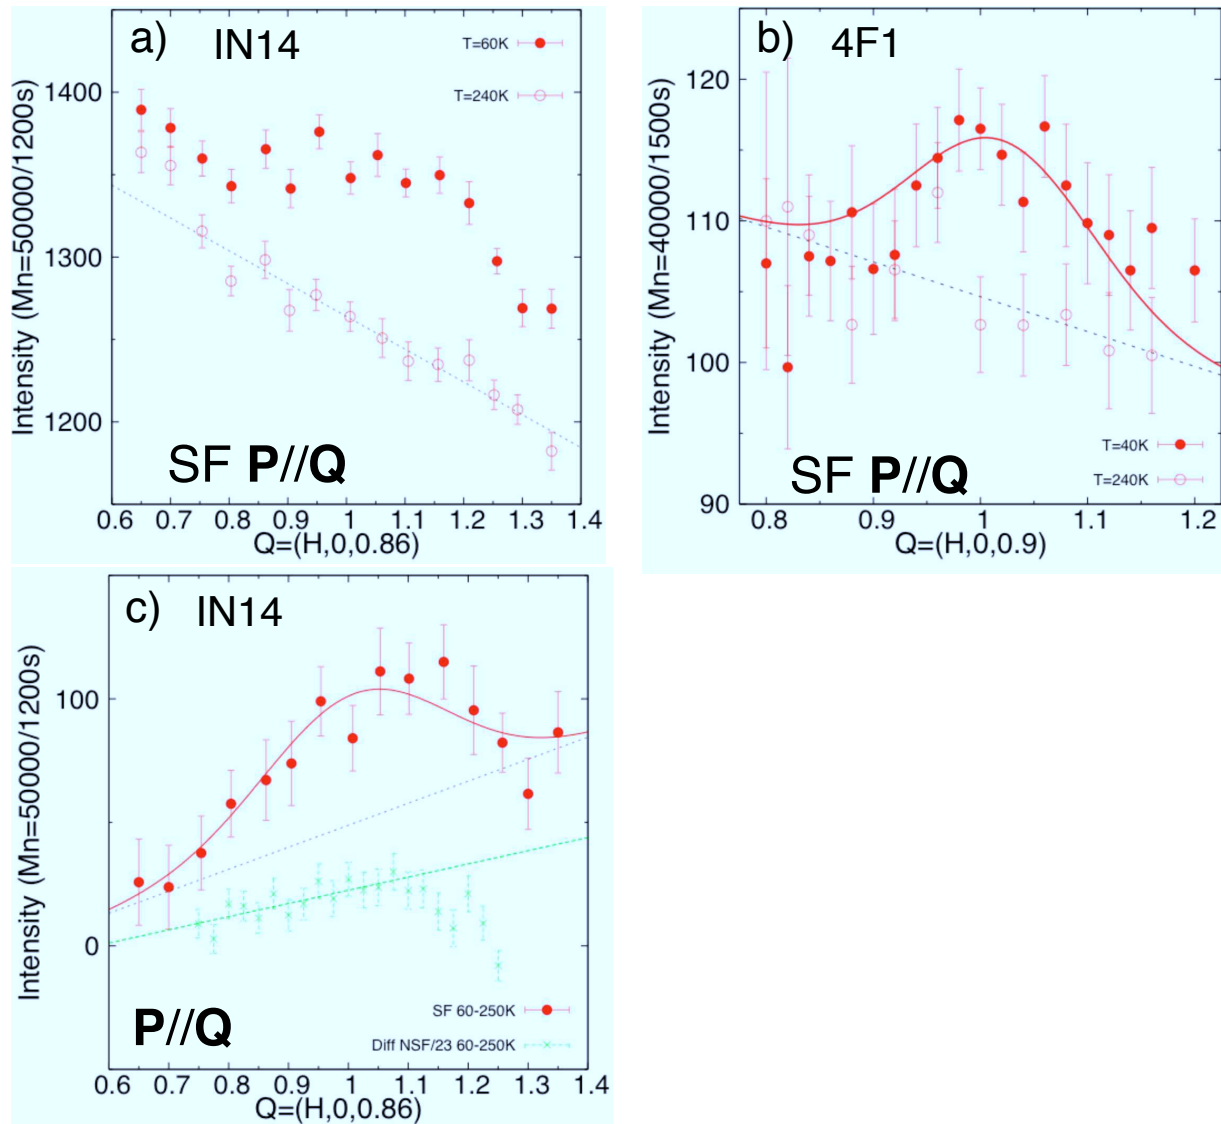 a) IN14
T=60K
T=240K
1400
1300
1200
Intensity (Mn=50000/1200s)
SF P//Q
0.6 0.7 0.8 0.9 1 1.1 1.2 1.3 1.4
Q=(H,0,0.86)
b) 4F1
120
110
100
90
Intensity (Mn=40000/1500s)
T=40K
T=240K
SF P//Q
0.8 0.9 1 1.1 1.2
Q=(H,0,0.9)
c) IN14
100
0
Intensity (Mn=50000/1200s)
SF 60-250K
Diff NSF/23 60-250K
P//Q
0.6 0.7 0.8 0.9 1 1.1 1.2 1.3 1.4
Q=(H,0,0.86)